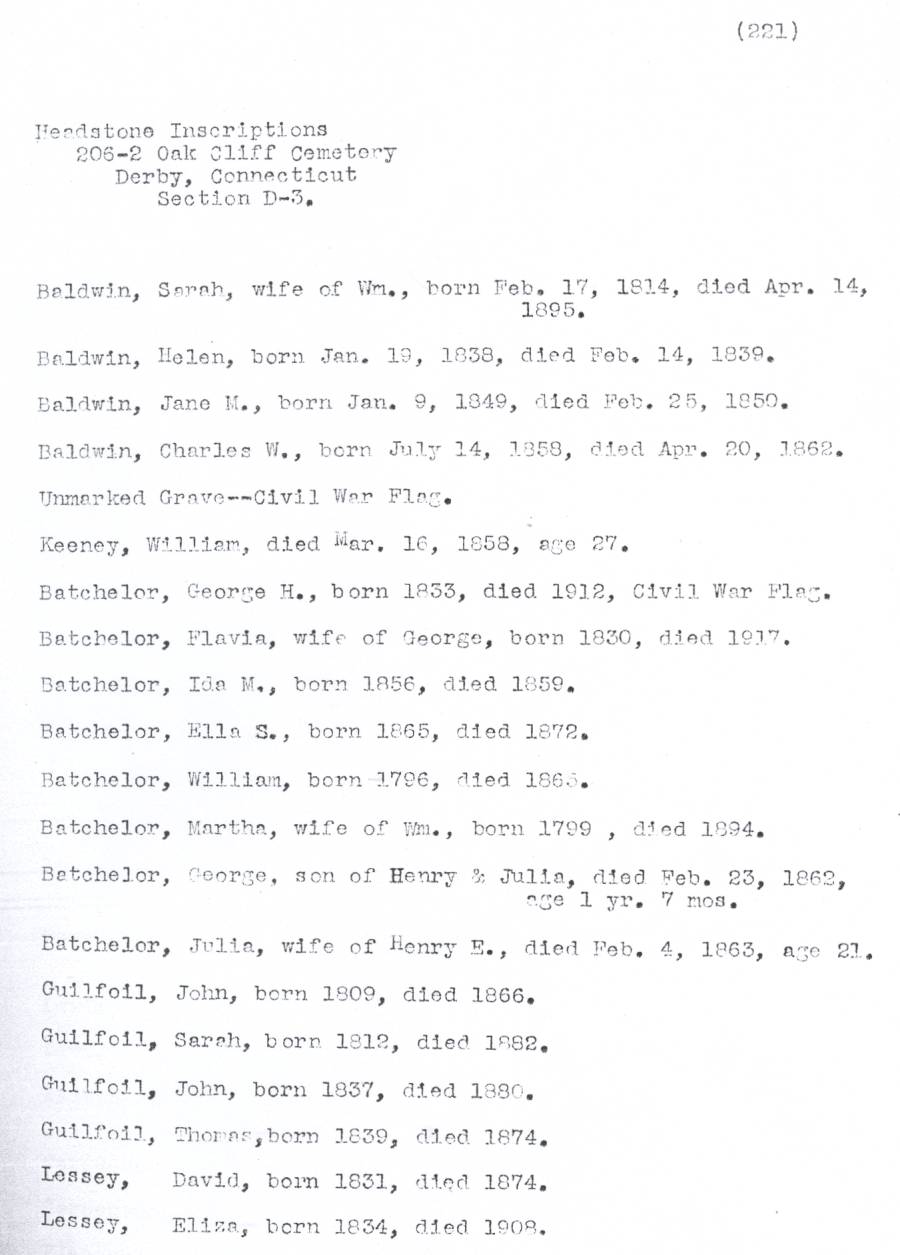 (221)
Headstone Inscriptions
206-2 Oak Cliff Cemetery
Derby, Connecticut
Section D-3.
Baldwin, Sarah, wife of Wm., born Feb. 17, 1814, died Apr. 14,
1895.
Baldwin, Helen, born Jan. 19, 1838, died Feb. 14, 1839.
Baldwin, Jane M., born Jan. 9, 1849, died Feb. 25, 1850.
Baldwin, Charles W., born July 14, 1858, died Apr. 20, 1862.
Unmarked Grave--Civil War Flag.
Keeney, William, died Mar. 16, 1858, age 27.
Batchelor, George H., born 1833, died 1912, Civil War Flag.
Batchelor, Flavia, wife of George, born 1830, died 1917.
Batchelor, Ida M., born 1856, died 1859.
Batchelor, Ella S., born 1865, died 1872.
Batchelor, William, born 1796, died
Batchelor, Martha, wife of Wm., born 1799 , died 1894.
Batchelor, George, son of Henry & Julia, died Feb. 23, 1862,
age 1 yr. 7 mos.
Batchelor, Julia, wife of Henry E., died Feb. 4, 1863, age 21.
Guilfoil, John, born 1809, died 1866.
Guilfoil, Sarah, born 1812, died 1882.
Guilfoil, John, born 1837, died 1880.
Guilfoil, Thomas,born 1839, died 1874.
Lessey, David, born 1831, died 1874.
Lessey, Eliza, born 1834, died 1908.